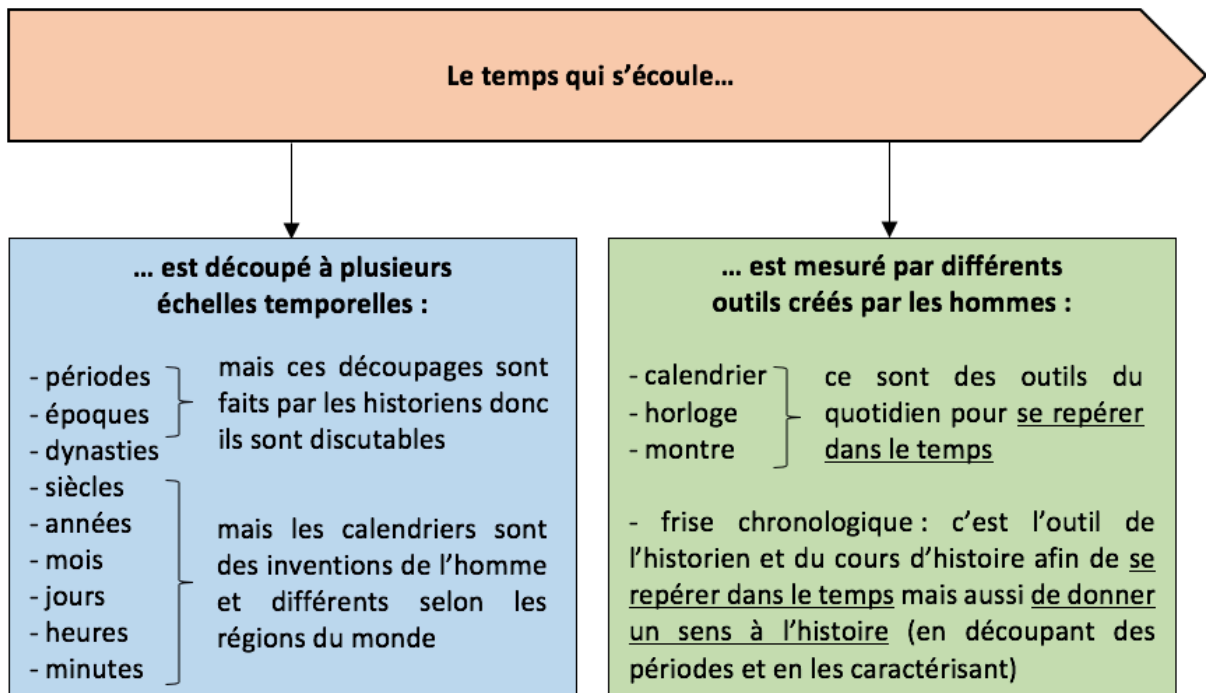 Le temps qui s’écoule…
… est découpé à plusieurs
échelles temporelles :
- périodes
- époques
- dynasties
- siècles
- années
- mois
- jours
- heures
- minutes
mais ces découpages sont
faits par les historiens donc
ils sont discutables
mais les calendriers sont
des inventions de l’homme
et différents selon les
régions du monde
… est mesuré par différents
outils créés par les hommes :
- calendrier
- horloge
- montre
ce sont des outils du
quotidien pour se repérer
dans le temps
- frise chronologique : c’est l’outil de
l’historien et du cours d’histoire afin de se
repérer dans le temps mais aussi de donner
un sens à l’histoire (en découpant des
périodes et en les caractérisant)